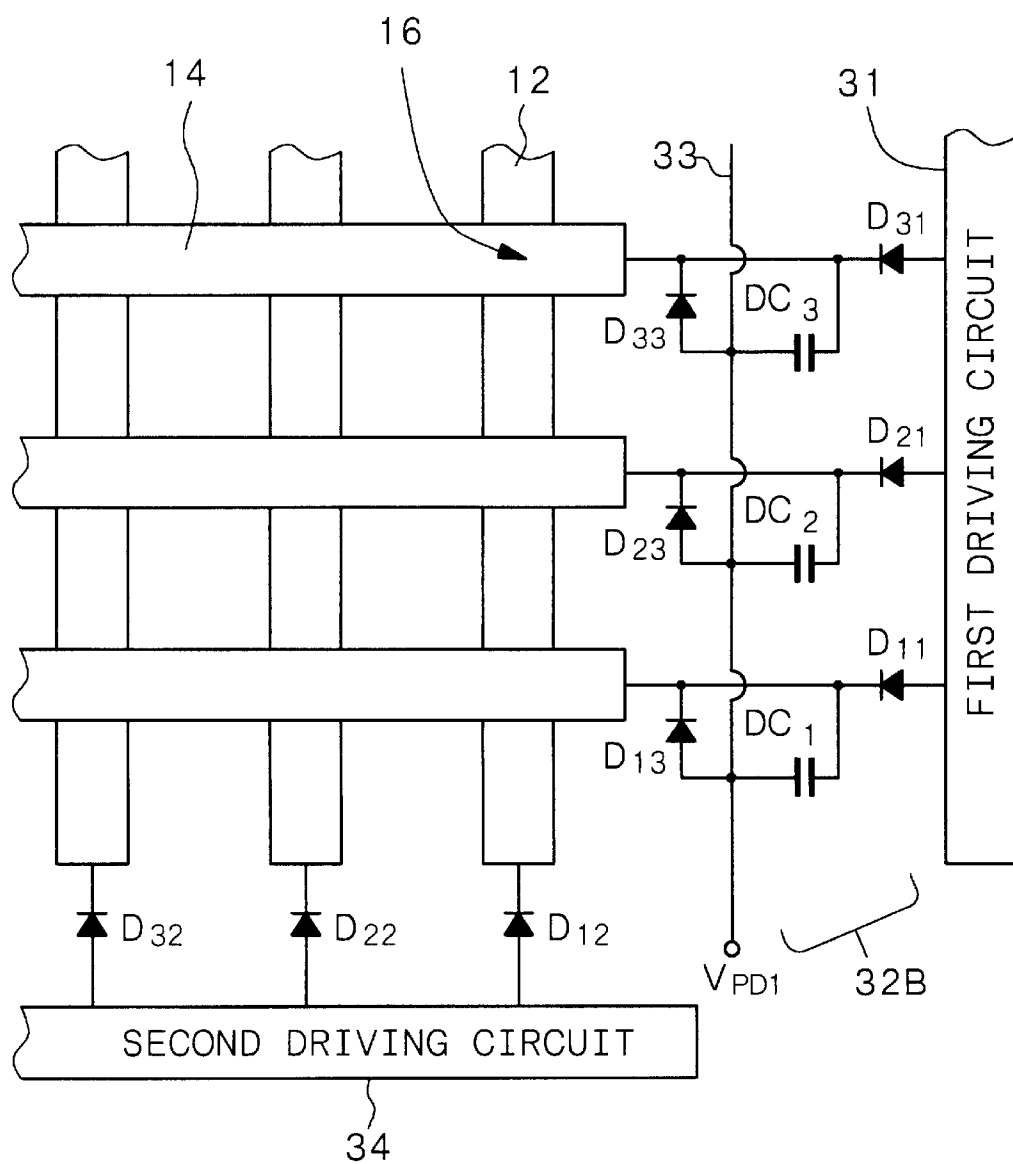 16
14
12
31
33
D31
DC3
D33
D21
DC2
D23
D11
DC1
D13
FIRST DRIVING CIRCUIT
D32
D22
D12
VPD1
32B
SECOND DRIVING CIRCUIT
34